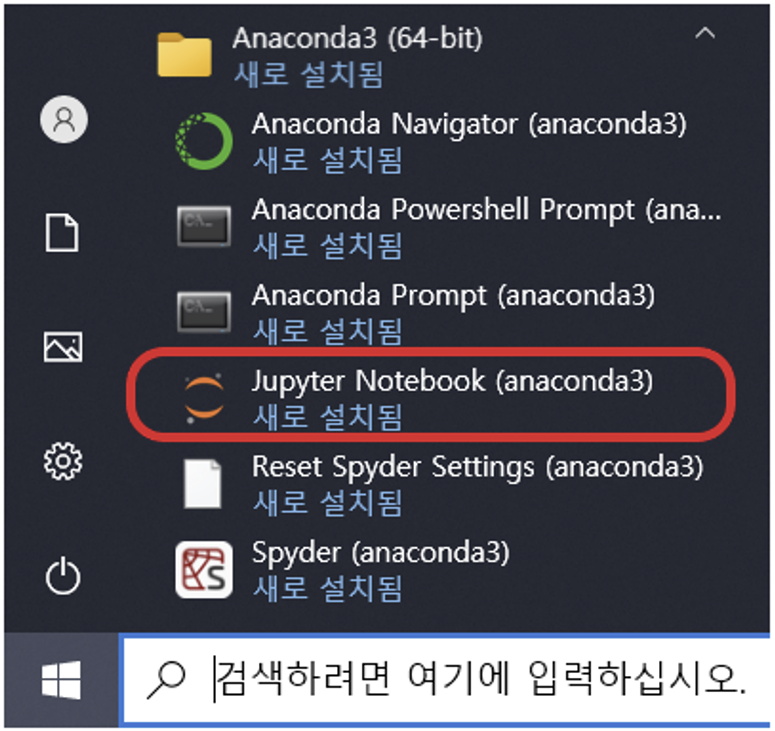 Anaconda3 (64-bit)
새로 설치됨
Anaconda Navigator (anaconda3)
새로 설치됨
Anaconda Powershell Prompt (ana...
새로 설치됨
Anaconda Prompt (anaconda3)
새로 설치됨
Jupyter Notebook (anaconda3)
새로 설치됨
Reset Spyder Settings (anaconda3)
새로 설치됨
Spyder (anaconda3)
새로 설치됨
검색하려면 여기에 입력하십시오.